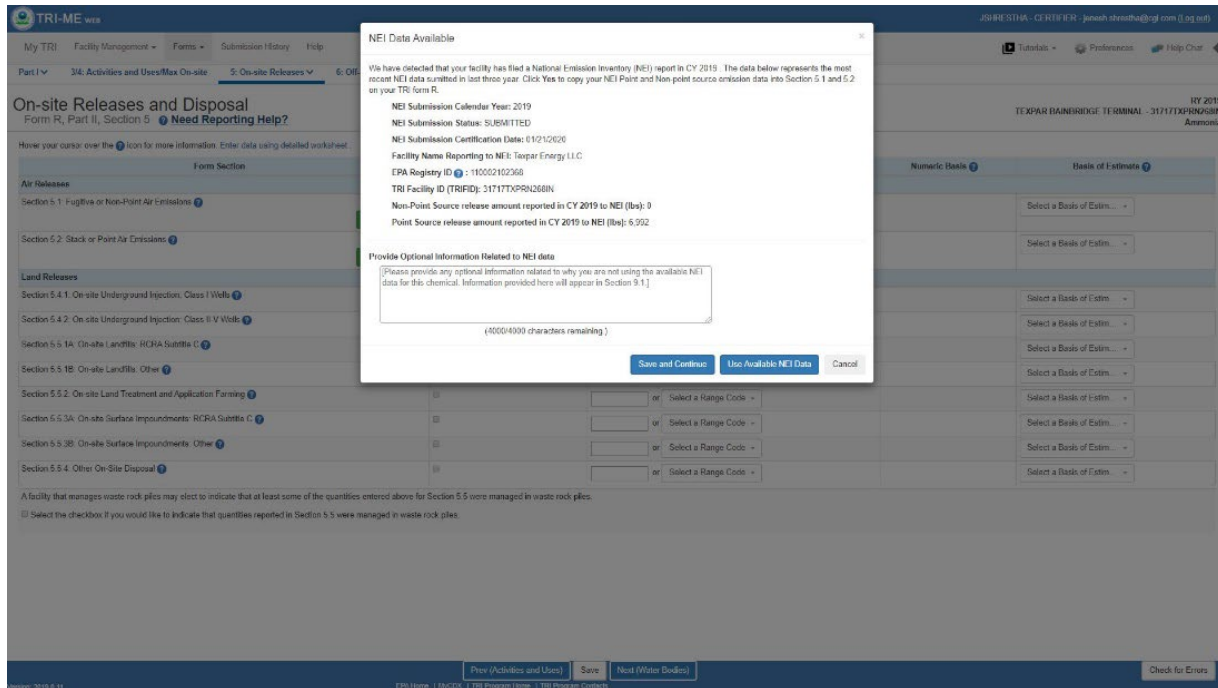 TRI-ME WEB
JSHRESTHA - CERTIFIER - jenesh.shrestha@cgi.com (Log out)
My TRI Facility Management Forms Submission History Help
Tutorials Preferences Help Chat
Part I 3/4: Activities and Uses/Max On-site 5: On-site Releases 6: Off-
On-site Releases and Disposal
Form R, Part II, Section 5 Need Reporting Help?
RY 201
TEXPAR BAINBRIDGE TERMINAL - 31717TXPRN268IN
Ammoni
Hover your cursor over the ? icon for more information. Enter data using detailed worksheet.
Form Section Numeric Basis ? Basis of Estimate ?
Air Releases
Section 5.1: Fugitive or Non-Point Air Emissions ? Select a Basis of Estim...
Section 5.2: Stack or Point Air Emissions ? Select a Basis of Estim...
Land Releases
Section 5.4.1: On-site Underground Injection: Class I Wells ? Select a Basis of Estim...
Section 5.4.2: On-site Underground Injection: Class II-V Wells ? Select a Basis of Estim...
Section 5.5.1A: On-site Landfills: RCRA Subtitle C ? Select a Basis of Estim...
Section 5.5.1B: On-site Landfills: Other ? Select a Basis of Estim...
Section 5.5.2: On-site Land Treatment and Application Farming ? or Select a Range Code Select a Basis of Estim...
Section 5.5.3A: On-site Surface Impoundments: RCRA Subtitle C ? or Select a Range Code Select a Basis of Estim...
Section 5.5.3B: On-site Surface Impoundments: Other ? or Select a Range Code Select a Basis of Estim...
Section 5.5.4: Other On-Site Disposal ? or Select a Range Code Select a Basis of Estim...
A facility that manages waste rock piles may elect to indicate that at least some of the quantities entered above for Section 5.5 were managed in waste rock piles.
Select the checkbox if you would like to indicate that quantities reported in Section 5.5 were managed in waste rock piles.
NEI Data Available ×
We have detected that your facility has filed a National Emission Inventory (NEI) report in CY 2019 . The data below represents the most
recent NEI data sumitted in last three year. Click Yes to copy your NEI Point and Non-point source emission data into Section 5.1 and 5.2
on your TRI form R.
NEI Submission Calendar Year: 2019
NEI Submission Status: SUBMITTED
NEI Submission Certification Date: 01/21/2020
Facility Name Reporting to NEI: Texpar Energy LLC
EPA Registry ID ? : 110002102368
TRI Facility ID (TRIFID): 31717TXPRN268IN
Non-Point Source release amount reported in CY 2019 to NEI (lbs): 0
Point Source release amount reported in CY 2019 to NEI (lbs): 6,992
Provide Optional Information Related to NEI data
[Please provide any optional information related to why you are not using the available NEI
data for this chemical. Information provided here will appear in Section 9.1.]
(4000/4000 characters remaining )
Save and Continue Use Available NEI Data Cancel
Prev (Activities and Uses) Save Next (Water Bodies) Check for Errors
EPA Home | MyCDX | TRI Program Home | TRI Program Contacts